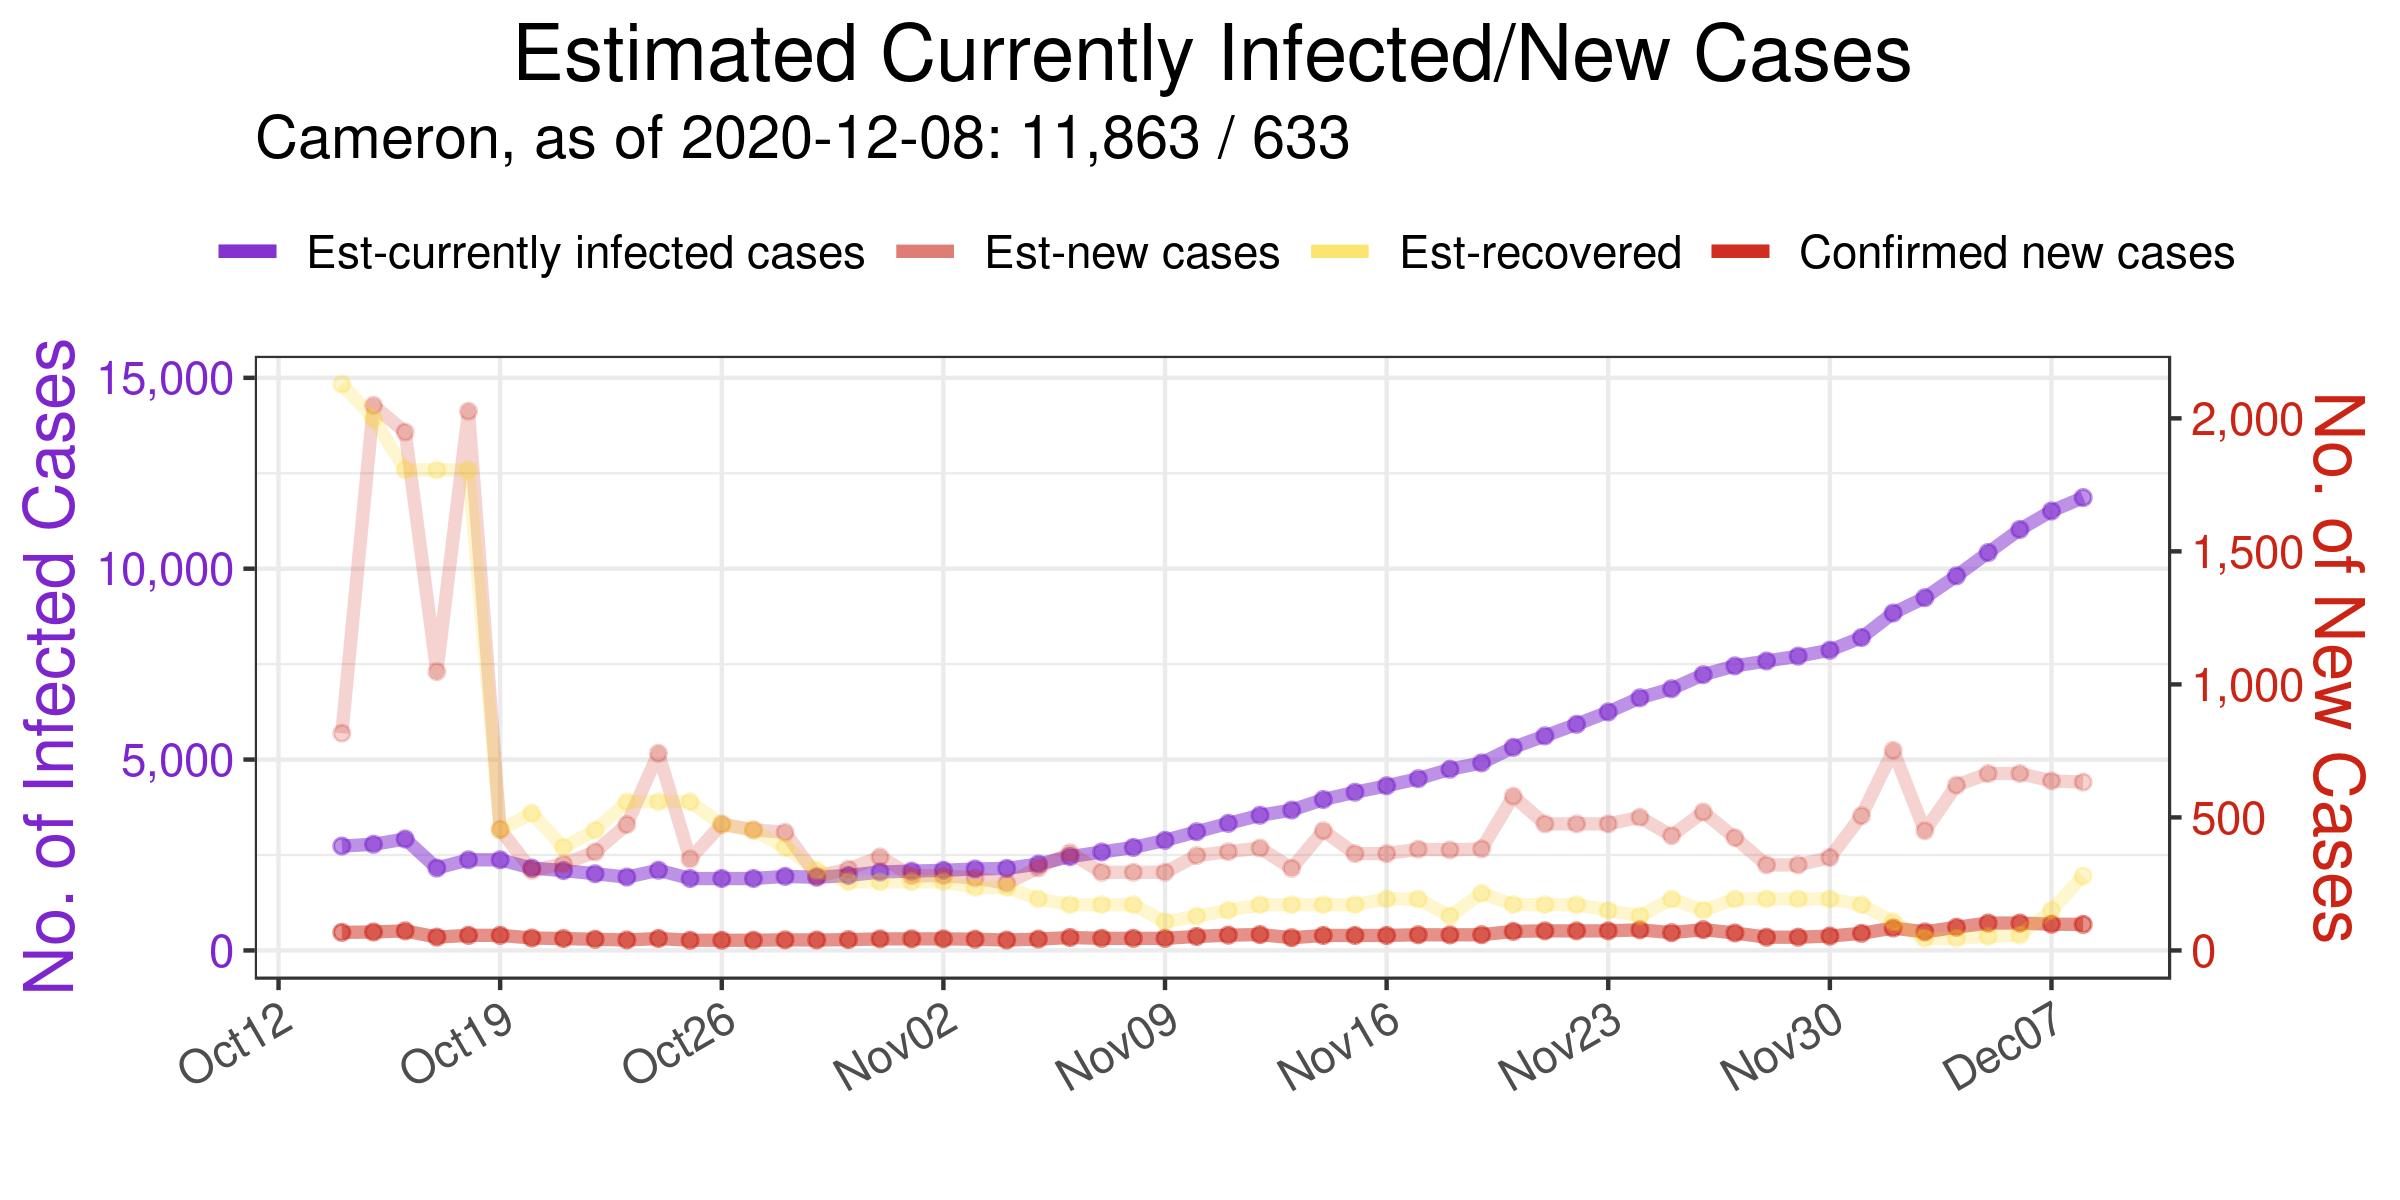 Estimated Currently Infected/New Cases
Cameron, as of 2020-12-08: 11,863 / 633
Est-currently infected cases Est-new cases Est-recovered Confirmed new cases
No. of Infected Cases
15,000
10,000
5,000
0
2,000
1,500
1,000
500
0
No. of New Cases
Oct12 Oct19 Oct26 Nov02 Nov09 Nov16 Nov23 Nov30 Dec07